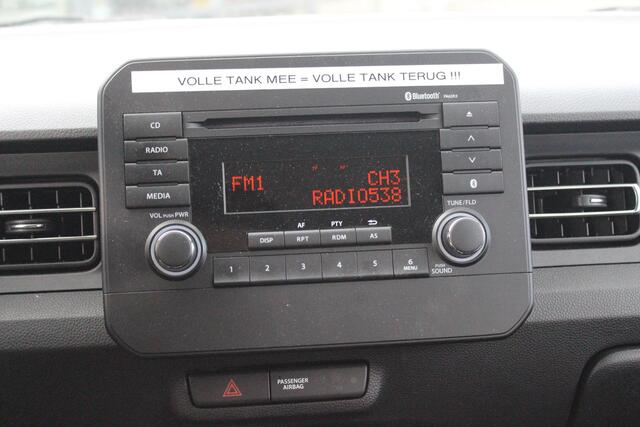 VOLLE TANK MEE = VOLLE TANK TERUG !!!
Bluetooth
CD
RADIO
TA
MEDIA
FM1 CH3
RADIO538
VOL PUSH PWR
TUNE/FLD
AF PTY
DISP RPT RDM AS
1 2 3 4 5 6
MENU
PUSH
SOUND
PASSENGER
AIRBAG